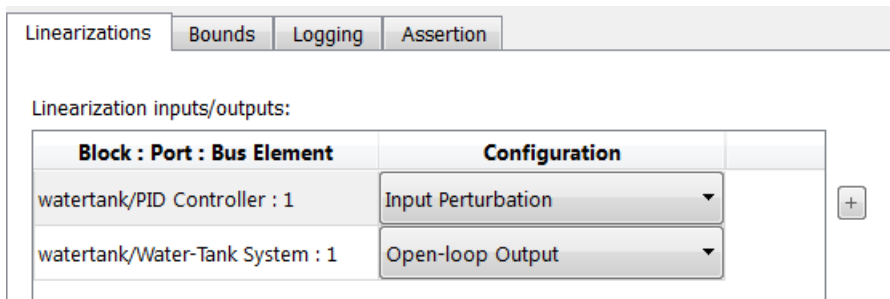 Linearizations Bounds Logging Assertion
Linearization inputs/outputs:
Block : Port : Bus Element Configuration
watertank/PID Controller : 1 Input Perturbation
+
watertank/Water-Tank System : 1 Open-loop Output